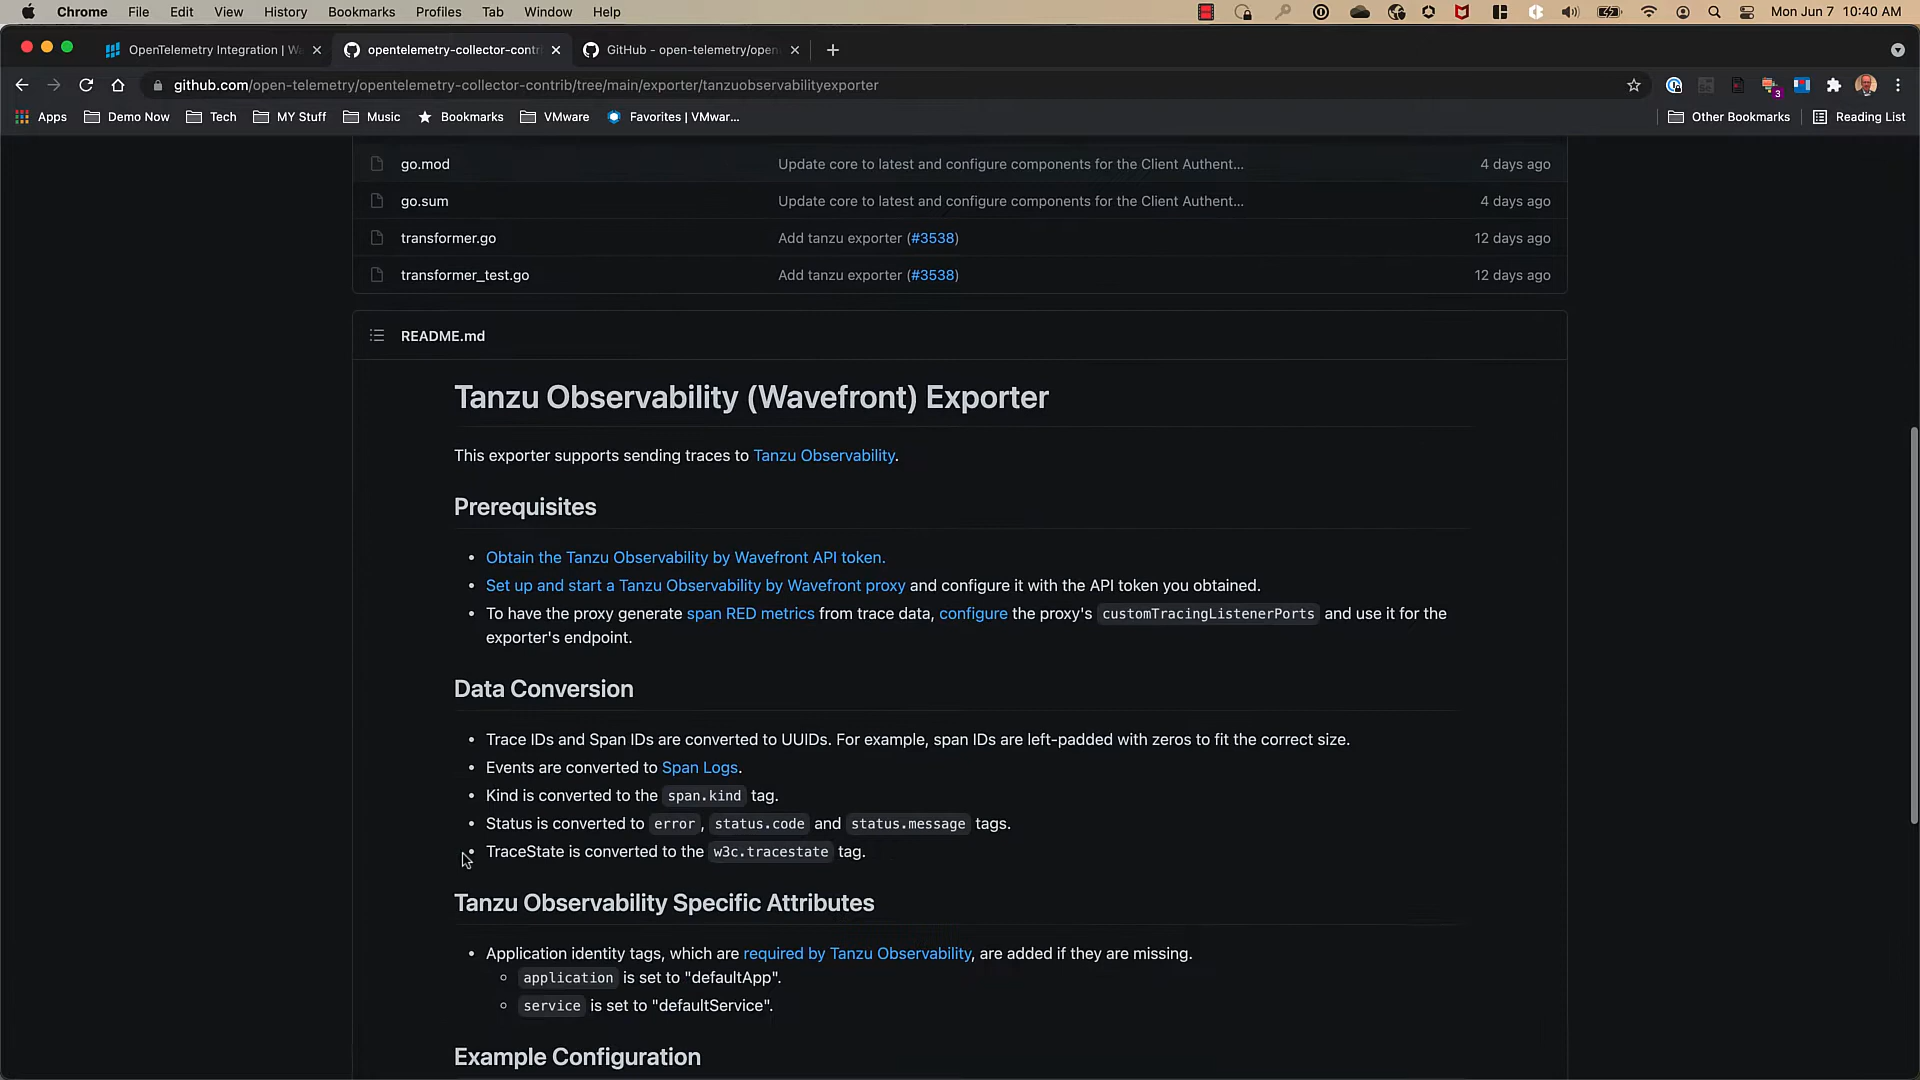 Chrome File Edit View History Bookmarks Profiles Tab Window Help Mon Jun 7 10:40 AM
OpenTelemetry Integration | W opentelemetry-collector-contri GitHub - open-telemetry/open
github.com/open-telemetry/opentelemetry-collector-contrib/tree/main/exporter/tanzuobservabilityexporter 3
Apps Demo Now Tech MY Stuff Music Bookmarks VMware Favorites | VMwar... Other Bookmarks Reading List
go.mod Update core to latest and configure components for the Client Authent... 4 days ago
go.sum Update core to latest and configure components for the Client Authent... 4 days ago
transformer.go Add tanzu exporter (#3538) 12 days ago
transformer_test.go Add tanzu exporter (#3538) 12 days ago
README.md
Tanzu Observability (Wavefront) Exporter
This exporter supports sending traces to Tanzu Observability.
Prerequisites
• Obtain the Tanzu Observability by Wavefront API token.
• Set up and start a Tanzu Observability by Wavefront proxy and configure it with the API token you obtained.
• To have the proxy generate span RED metrics from trace data, configure the proxy's customTracingListenerPorts and use it for the
exporter's endpoint.
Data Conversion
• Trace IDs and Span IDs are converted to UUIDs. For example, span IDs are left-padded with zeros to fit the correct size.
• Events are converted to Span Logs.
• Kind is converted to the span.kind tag.
• Status is converted to error, status.code and status.message tags.
• TraceState is converted to the w3c.tracestate tag.
Tanzu Observability Specific Attributes
• Application identity tags, which are required by Tanzu Observability, are added if they are missing.
○ application is set to "defaultApp".
○ service is set to "defaultService".
Example Configuration